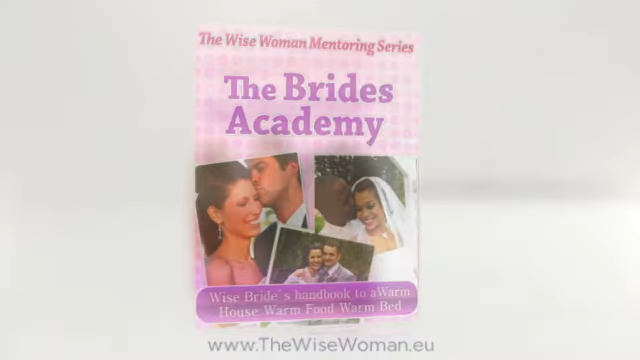 The Wise Woman Mentoring Series
The Brides
Academy
Wise Bride`s handbook to aWarm
House Warm Food Warm Bed
www.TheWiseWoman.eu